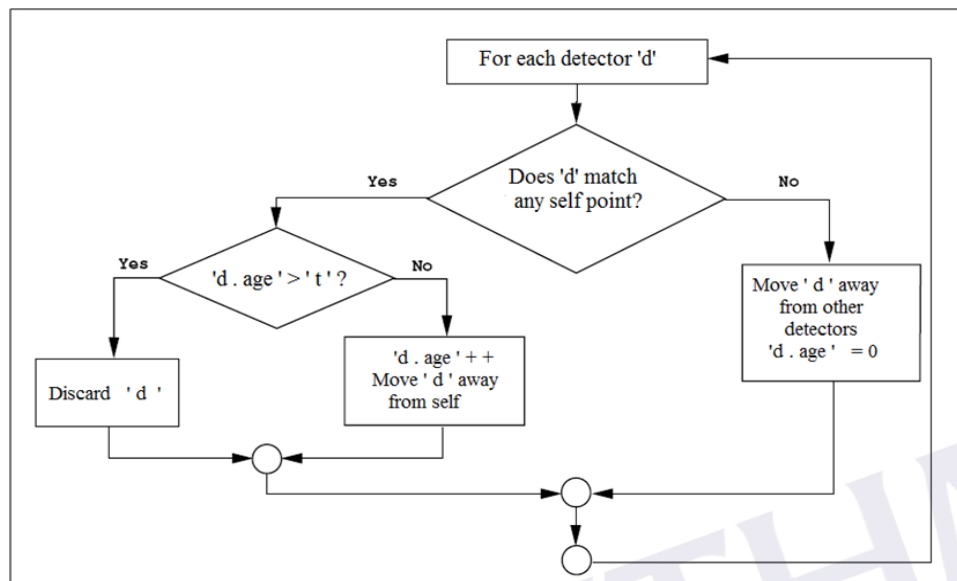 For each detector 'd'
Does 'd' match
any self point?
Yes
No
'd . age ' > ' t ' ?
Yes
No
Move ' d ' away
from other
detectors
'd . age ' = 0
Discard ' d '
'd . age ' + +
Move ' d ' away
from self